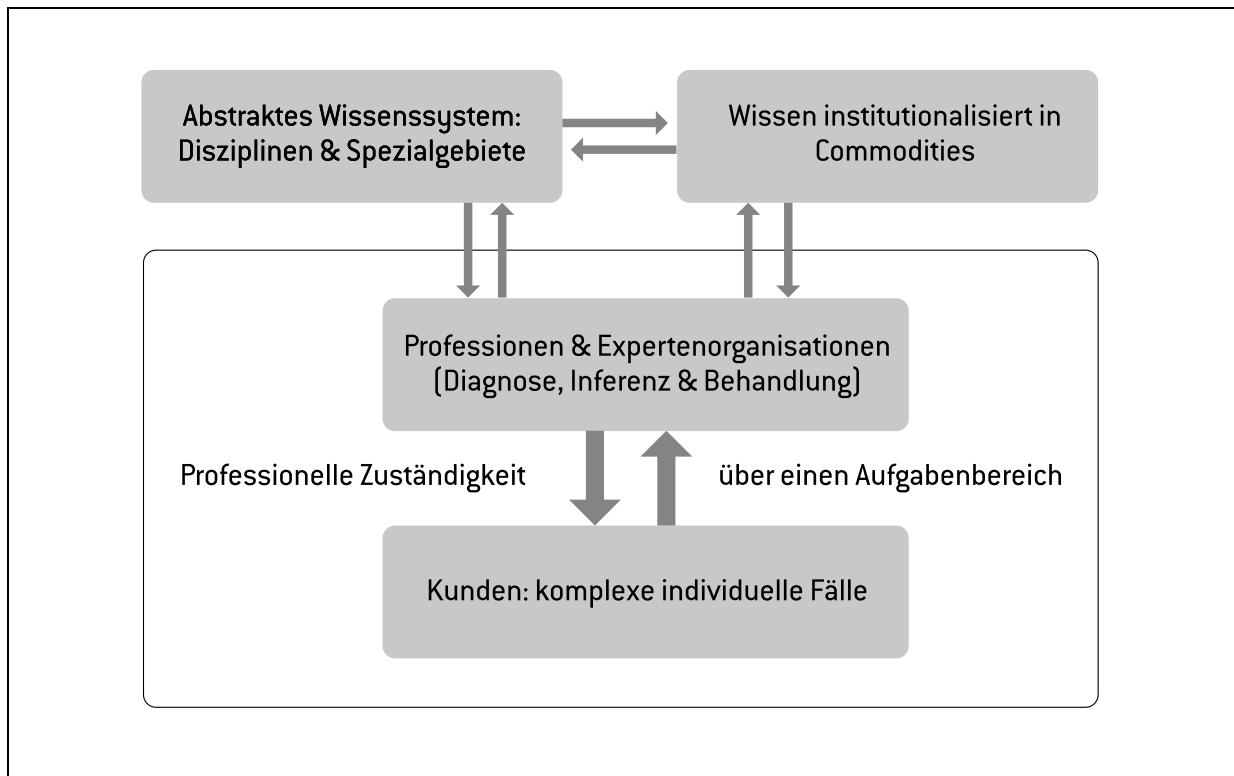 Abstraktes Wissenssystem:
Disziplinen & Spezialgebiete
Wissen institutionalisiert in
Commodities
Professionen & Expertenorganisationen
(Diagnose, Inferenz & Behandlung)
Professionelle Zuständigkeit
über einen Aufgabenbereich
Kunden: komplexe individuelle Fälle